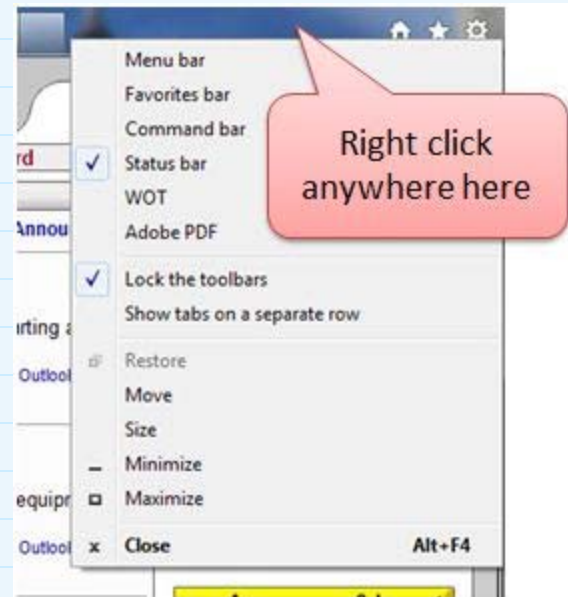 Menu bar
Favorites bar
Command bar
Right click
anywhere here
rd
Status bar
WOT
Annou
Adobe PDF
Lock the toolbars
Show tabs on a separate row
rting a
Restore
Outlool
Move
Size
Minimize
equipr
Maximize
Outlool
x Close Alt+F4